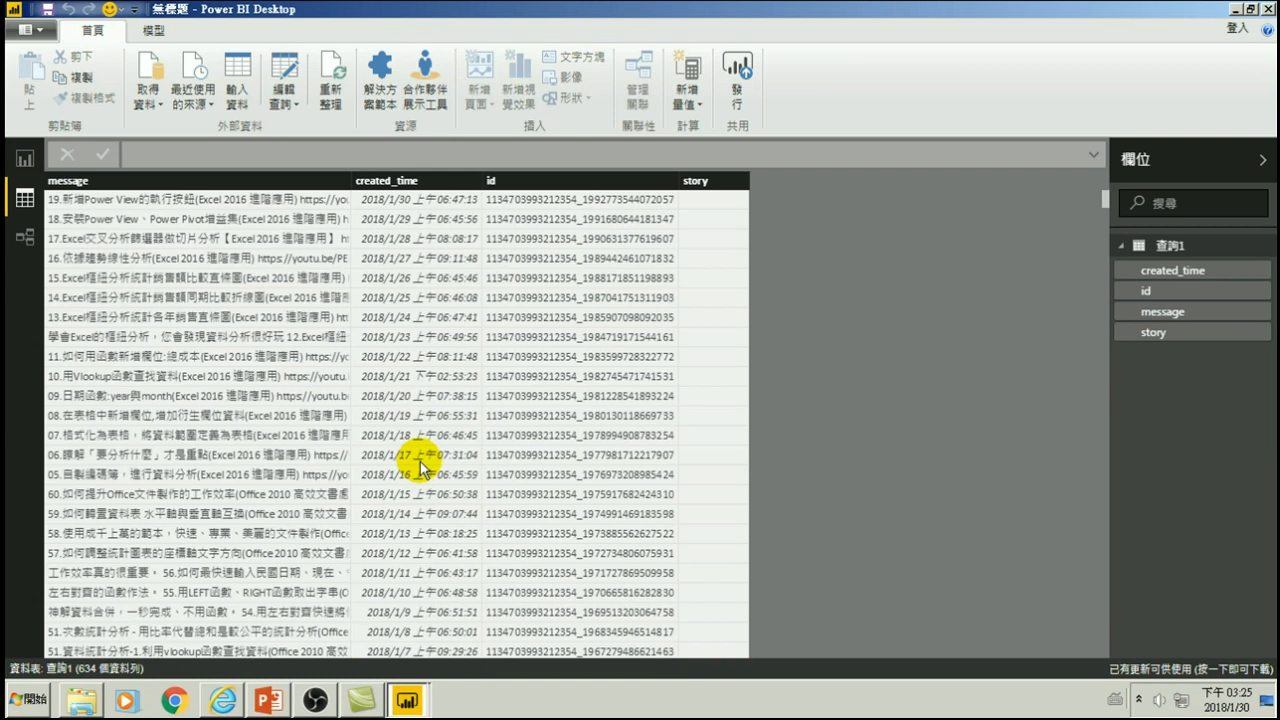 無標題 - Power BI Desktop
首頁 模型 登入
剪下
複製
複製格式
貼上
剪貼簿
取得資料
最近使用的來源
輸入資料
編輯查詢
外部資料
重新整理
解決方案範本
合作夥伴展示工具
資源
新增頁面
新增視覺效果
文字方塊
影像
形狀
插入
管理關聯
關聯性
新增量值
計算
發行
共用
欄位
搜尋
查詢1
created_time
id
message
story
message created_time id story
19.新增Power View的執行按鈕(Excel 2016 進階應用) https://yo 2018/1/30 上午 06:47:13 1134703993212354_1992773544072057
18.安裝Power View、Power Pivot增益集(Excel 2016 進階應用) h 2018/1/29 上午 06:45:56 1134703993212354_1991680644181347
17.Excel交叉分析篩選器做切片分析【Excel 2016 進階應用】 h 2018/1/28 上午 08:08:17 1134703993212354_1990631377619607
16.依據趨勢線性分析(Excel 2016 進階應用) https://youtu.be/PE 2018/1/27 上午 09:11:48 1134703993212354_1989442461071832
15.Excel樞紐分析統計銷售額比較直條圖(Excel 2016 進階應用) 2018/1/26 上午 06:45:46 1134703993212354_1988171851198893
14.Excel樞紐分析統計銷售額同期比較折線圖(Excel 2016 進階應 2018/1/25 上午 06:46:08 1134703993212354_1987041751311903
13.Excel樞紐分析統計各年銷售直條圖(Excel 2016 進階應用) 2018/1/24 上午 06:47:41 1134703993212354_1985907098092035
學會Excel的樞紐分析，您會發現資料分析很好玩 12.Excel樞紐 2018/1/23 上午 06:49:56 1134703993212354_1984719171544161
11.如何用函數新增欄位:總成本(Excel 2016 進階應用) https://yo 2018/1/22 上午 08:11:48 1134703993212354_1983599728322772
10.用Vlookup函數查找資料(Excel 2016 進階應用) https://youtu. 2018/1/21 下午 02:53:23 1134703993212354_1982745471741531
09.日期函數:year與month(Excel 2016 進階應用) https://youtu.be 2018/1/20 上午 07:38:15 1134703993212354_1981228541893224
08.在表格中新增欄位,增加衍生欄位資料(Excel 2016 進階應用) 2018/1/19 上午 06:55:31 1134703993212354_1980130118669733
07.格式化為表格，將資料範圍定義為表格(Excel 2016 進階應用 2018/1/18 上午 06:46:45 1134703993212354_1978994908783254
06.瞭解「要分析什麼」才是重點(Excel 2016 進階應用) https:// 2018/1/17 上午 07:31:04 1134703993212354_1977981712217907
05.自製編碼簿，進行資料分析(Excel 2016 進階應用) https://yo 2018/1/16 上午 06:45:59 1134703993212354_1976973208985424
60.如何提升Office文件製作的工作效率(Office 2010 高效文書處 2018/1/15 上午 06:50:38 1134703993212354_1975917682424310
59.如何轉置資料表 水平軸與垂直軸互換(Office 2010 高效文書 2018/1/14 上午 09:07:44 1134703993212354_1974991469183598
58.使用成千上萬的範本，快速、專業、美麗的文件製作(Offic 2018/1/13 上午 08:18:25 1134703993212354_1973885562627522
57.如何調整統計圖表的座標軸文字方向(Office 2010 高效文書 2018/1/12 上午 06:41:58 1134703993212354_1972734806075931
工作效率真的很重要。 56.如何最快速輸入民國日期、現在、 2018/1/11 上午 06:43:17 1134703993212354_1971727869509958
左右對齊的函數作法。 55.用LEFT函數、RIGHT函數取出字串(O 2018/1/10 上午 06:48:58 1134703993212354_1970665816282830
神解資料合併，一秒完成、不用函數。 54.用左右對齊快速將 2018/1/9 上午 06:51:51 1134703993212354_1969513203064758
51.次數統計分析 - 用比率代替總和是較公平的統計分析(Offic 2018/1/8 上午 06:50:01 1134703993212354_1968345946514817
51.資料統計分析-1.利用vlookup函數查找資料(Office 2010 高效 2018/1/7 上午 09:29:26 1134703993212354_1967279486621463
資料表: 查詢1 (634 個資料列) 已有更新可供使用 (按一下即可下載)
開始 下午 03:25
2018/1/30